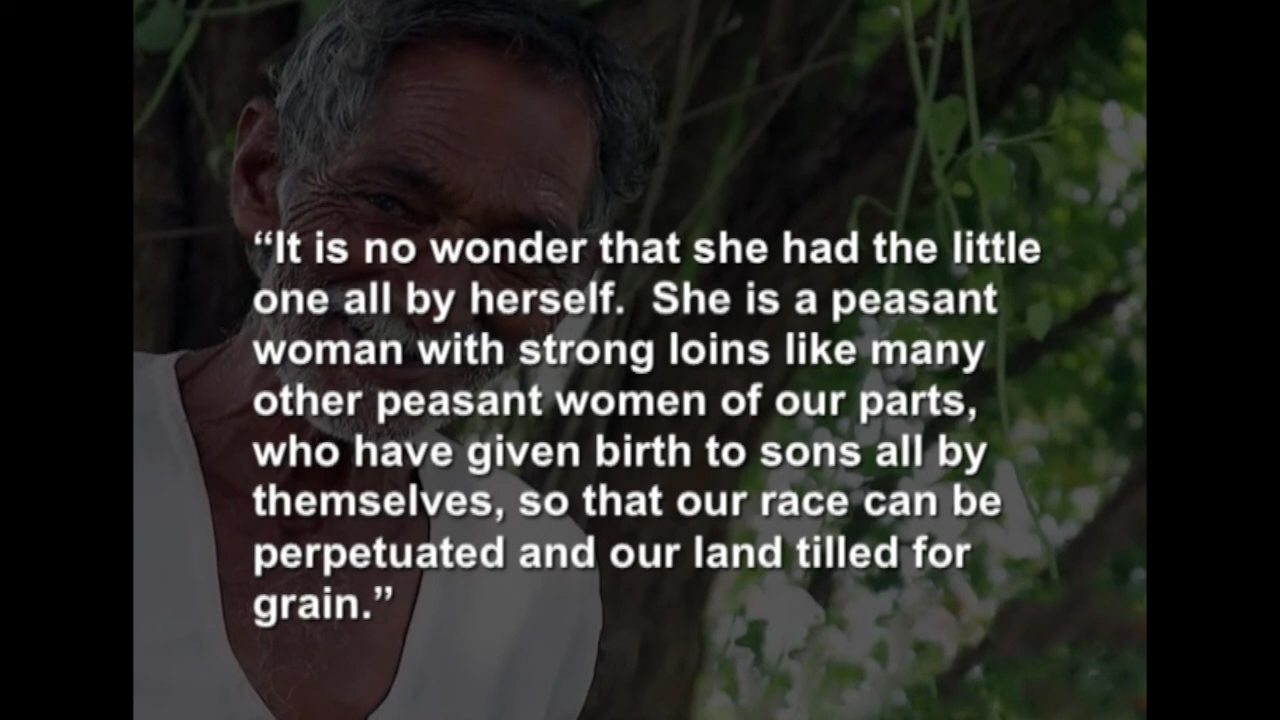 “It is no wonder that she had the little
one all by herself.  She is a peasant
woman with strong loins like many
other peasant women of our parts,
who have given birth to sons all by
themselves, so that our race can be
perpetuated and our land tilled for
grain.”